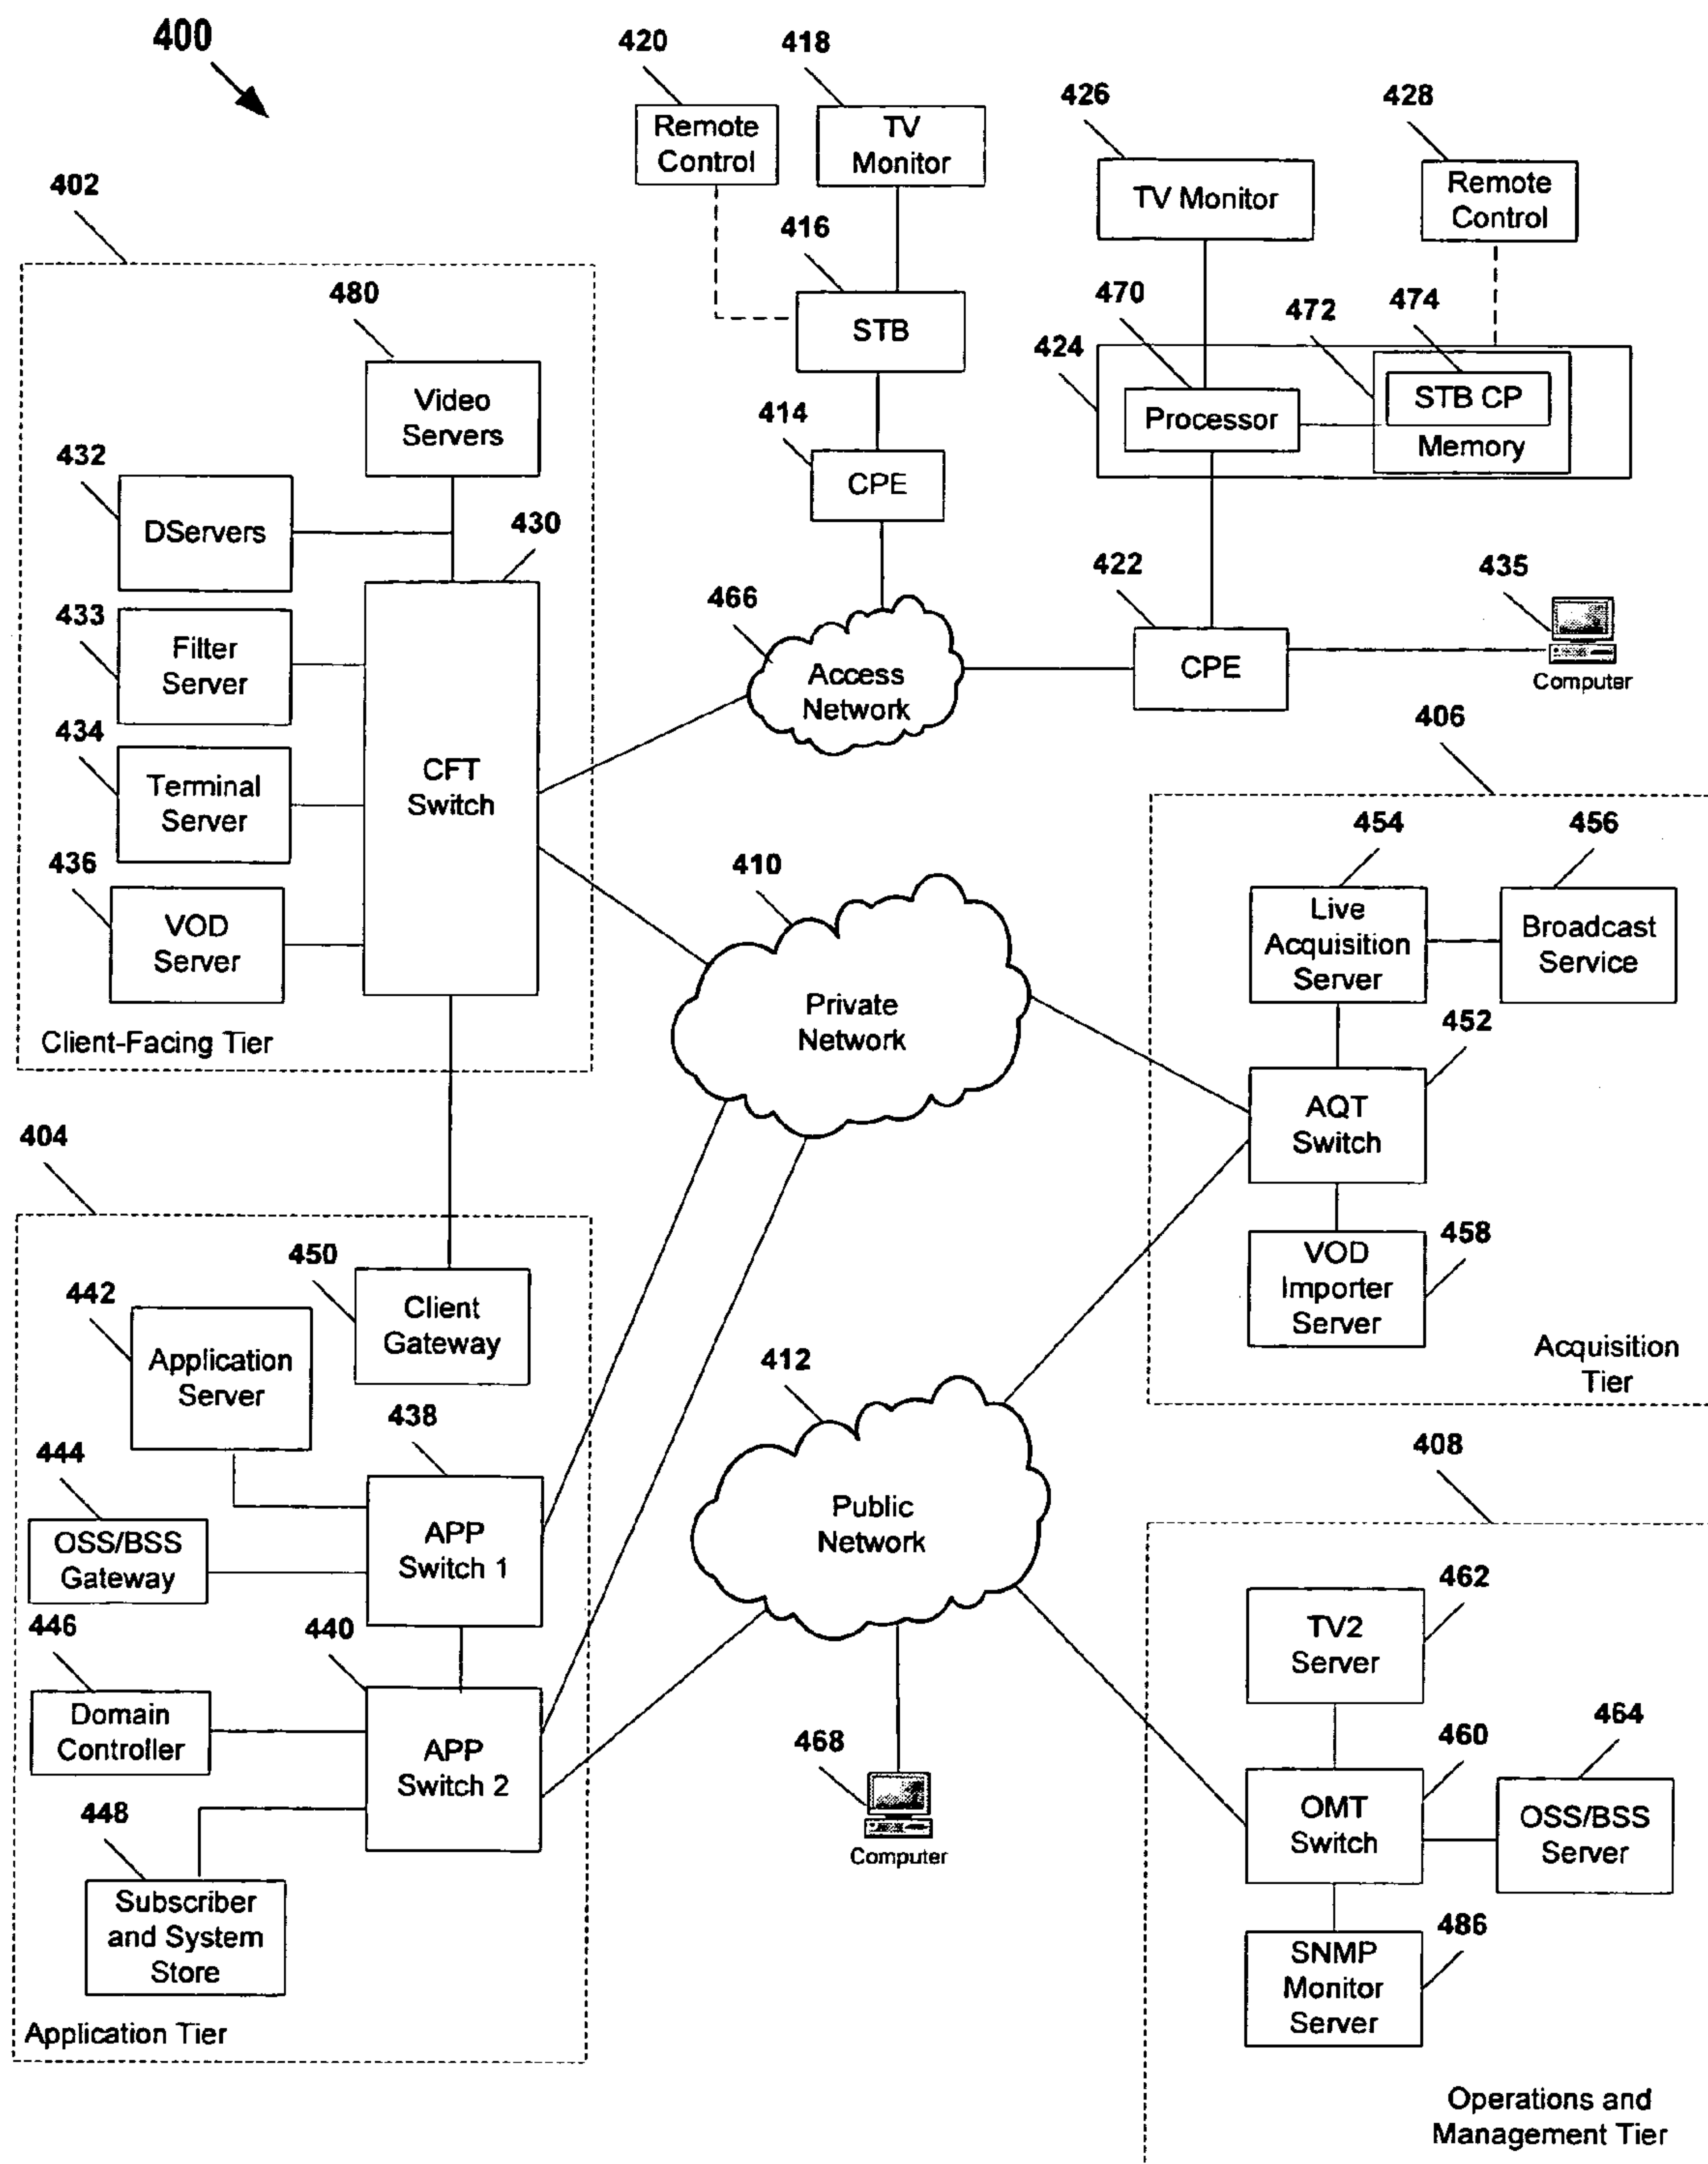 400
420
418
426
428
Remote
Control
TV
Monitor
TV Monitor
Remote
Control
402
416
480
470
472
474
STB
424
STB CP
Processor
Memory
Video
Servers
414
432
CPE
DServers
430
422
435
433
466
Filter
Server
Access
Network
CPE
Computer
434
406
Terminal
Server
CFT
Switch
454
456
436
410
VOD
Server
Live
Acquisition
Server
Broadcast
Service
Private
Network
452
Client-Facing Tier
AQT
Switch
404
450
458
442
Client
Gateway
VOD
Importer
Server
Application
Server
412
Acquisition
Tier
438
444
408
APP
Switch 1
Public
Network
OSS/BSS
Gateway
462
446
440
TV2
Server
Domain
Controller
APP
Switch 2
468
460
464
448
OMT
Switch
OSS/BSS
Server
Computer
Subscriber
and System
Store
486
SNMP
Monitor
Server
Application Tier
Operations and
Management Tier